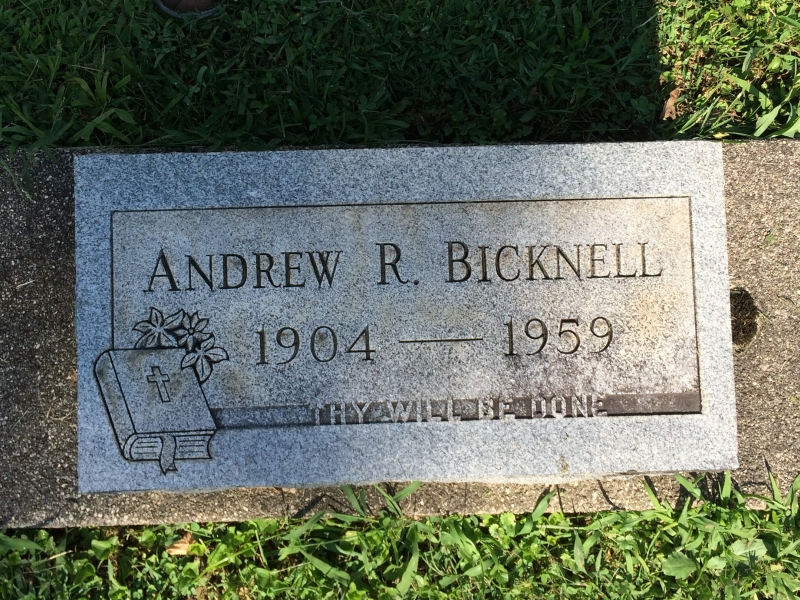 ANDREW R. BICKNELL
1904 — 1959
THY WILL BE DONE